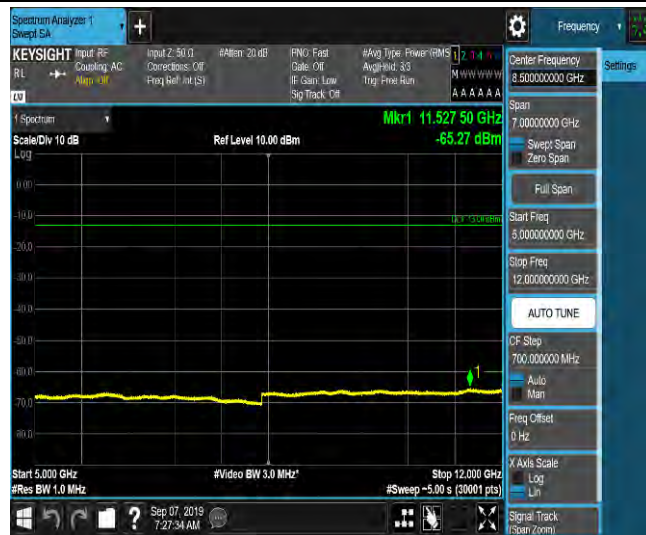 Spectrum Analyzer 1
Swept SA
Frequency
KEYSIGHT
RL
Input: RF
Coupling: AC
Align: Off
Input Z: 50 Ω
Corrections: Off
Freq Ref: Int (S)
#Atten: 20 dB
PNO: Fast
Gate: Off
IF Gain: Low
Sig Track: Off
#Avg Type: Power (RMS
Avg|Hold: 3/3
Trig: Free Run
M W W W W W
A A A A A A
LW
1 Spectrum
Scale/Div 10 dB
Log
Ref Level 10.00 dBm
Mkr1 11.527 50 GHz
-65.27 dBm
0.00
-10.0
-20.0
-30.0
-40.0
-50.0
-60.0
-70.0
-80.0
1
Start 5.000 GHz
#Res BW 1.0 MHz
#Video BW 3.0 MHz*
Stop 12.000 GHz
#Sweep ~5.00 s (30001 pts)
Sep 07, 2019
7:27:34 AM
Center Frequency
8.500000000 GHz
Settings
Span
7.00000000 GHz
Swept Span
Zero Span
Full Span
Start Freq
5.000000000 GHz
Stop Freq
12.000000000 GHz
AUTO TUNE
CF Step
700.000000 MHz
Auto
Man
Freq Offset
0 Hz
X Axis Scale
Log
Lin
Signal Track
(Span Zoom)